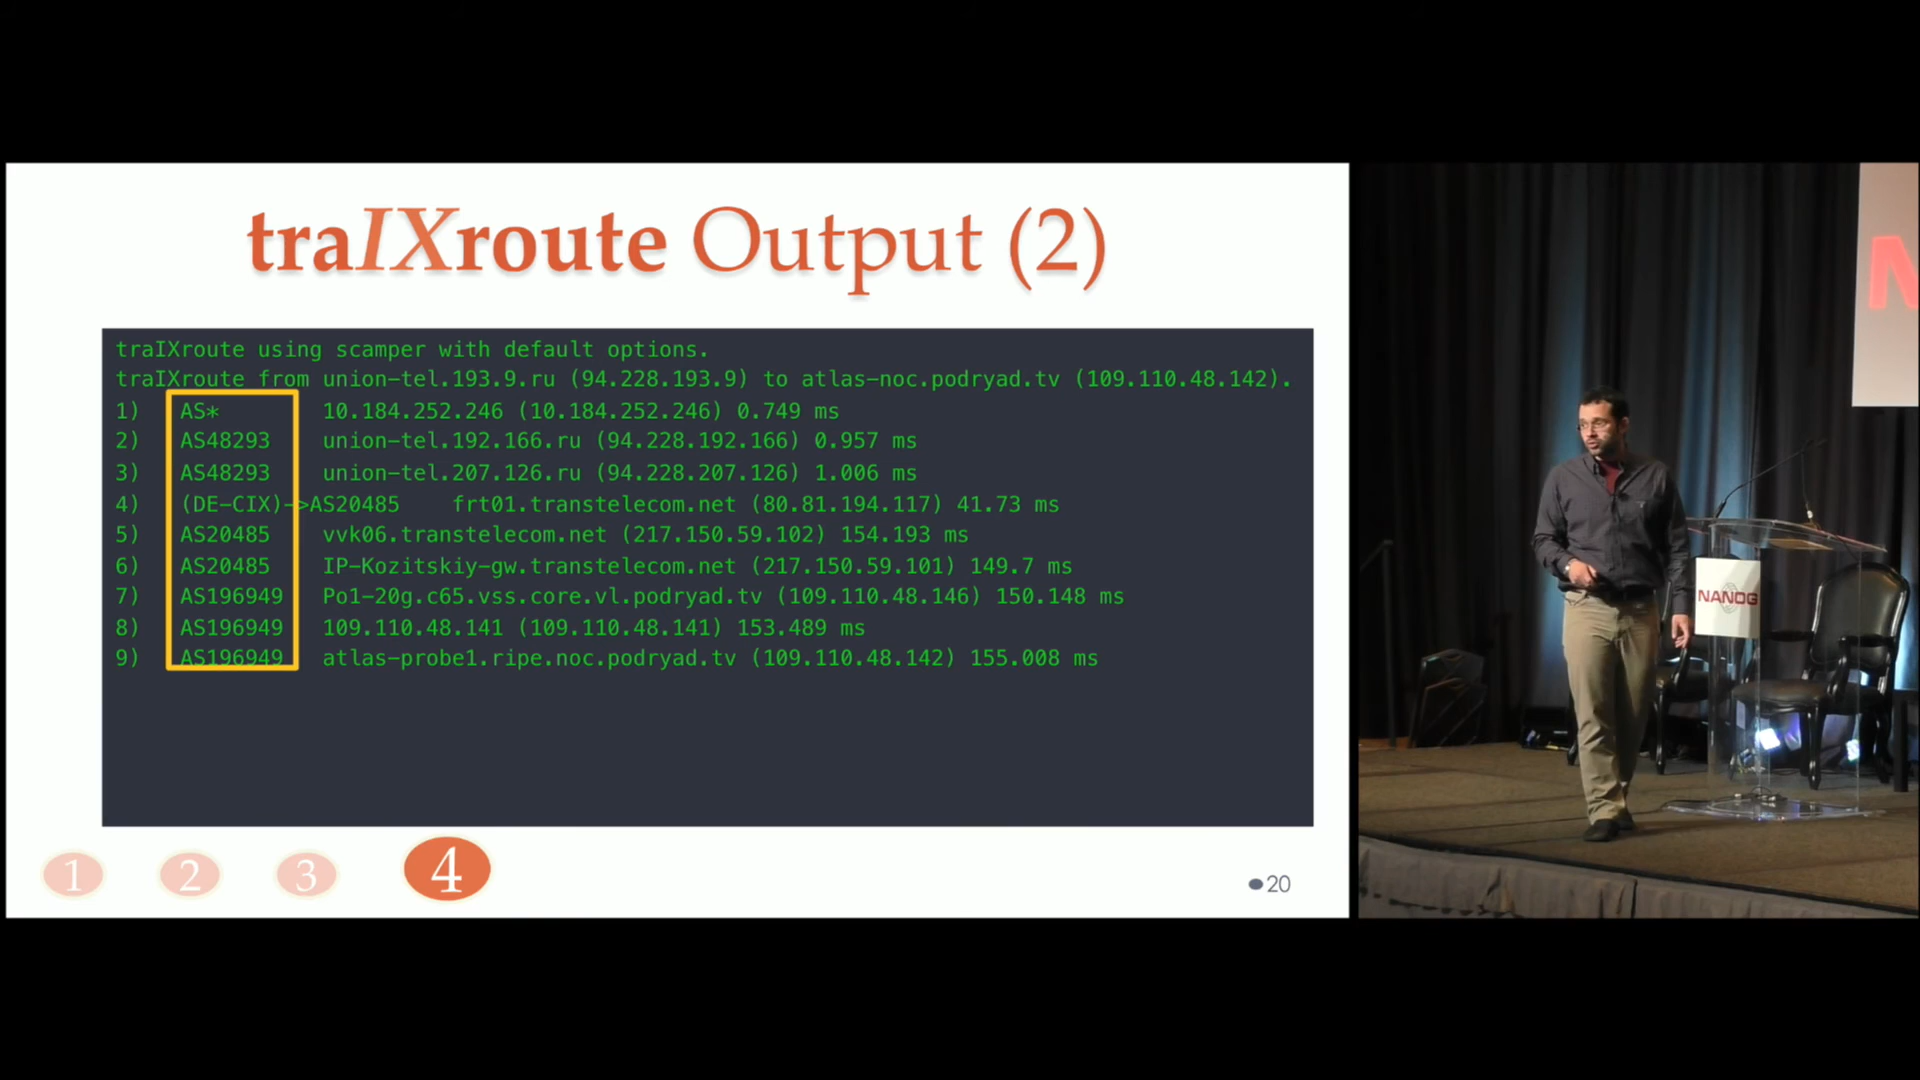 traIXroute Output (2)
traIXroute using scamper with default options.
traIXroute from union-tel.193.9.ru (94.228.193.9) to atlas-noc.podryad.tv (109.110.48.142).
1) AS* 10.184.252.246 (10.184.252.246) 0.749 ms
2) AS48293 union-tel.192.166.ru (94.228.192.166) 0.957 ms
3) AS48293 union-tel.207.126.ru (94.228.207.126) 1.006 ms
4) (DE-CIX)->AS20485 frt01.transtelecom.net (80.81.194.117) 41.73 ms
5) AS20485 vvk06.transtelecom.net (217.150.59.102) 154.193 ms
6) AS20485 IP-Kozitskiy-gw.transtelecom.net (217.150.59.101) 149.7 ms
7) AS196949 Po1-20g.c65.vss.core.vl.podryad.tv (109.110.48.146) 150.148 ms
8) AS196949 109.110.48.141 (109.110.48.141) 153.489 ms
9) AS196949 atlas-probe1.ripe.noc.podryad.tv (109.110.48.142) 155.008 ms
1 2 3 4
20
NANOG
N